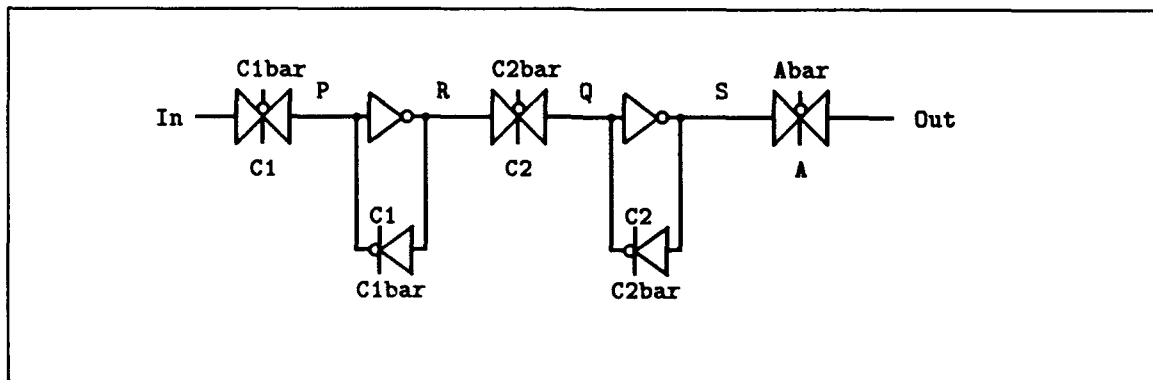 C1bar C2bar Abar
P R Q S
In Out
C1 C2 A
C1 C2
C1bar C2bar